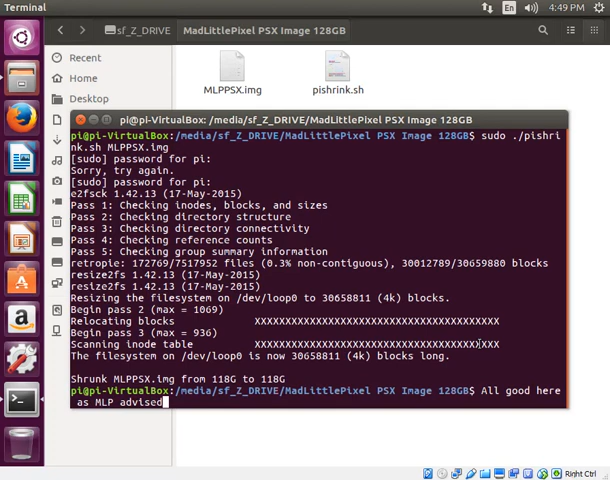 Terminal
En
4:49 PM
sf_Z_DRIVE
MadLittlePixel PSX Image 128GB
Recent
Home
Desktop
MLPPSX.img
pishrink.sh
pi@pi-VirtualBox: /media/sf_Z_DRIVE/MadLittlePixel PSX Image 128GB
pi@pi-VirtualBox:/media/sf_Z_DRIVE/MadLittlePixel PSX Image 128GB$ sudo ./pishri
nk.sh MLPPSX.img
[sudo] password for pi:
Sorry, try again.
[sudo] password for pi:
e2fsck 1.42.13 (17-May-2015)
Pass 1: Checking inodes, blocks, and sizes
Pass 2: Checking directory structure
Pass 3: Checking directory connectivity
Pass 4: Checking reference counts
Pass 5: Checking group summary information
retropie: 172769/7517952 files (0.3% non-contiguous), 30012789/30659880 blocks
resize2fs 1.42.13 (17-May-2015)
resize2fs 1.42.13 (17-May-2015)
Resizing the filesystem on /dev/loop0 to 30658811 (4k) blocks.
Begin pass 2 (max = 1069)
Relocating blocks XXXXXXXXXXXXXXXXXXXXXXXXXXXXXXXXXXXXXXXX
Begin pass 3 (max = 936)
Scanning inode table XXXXXXXXXXXXXXXXXXXXXXXXXXXXXXXXXXXXXXXX
The filesystem on /dev/loop0 is now 30658811 (4k) blocks long.
Shrunk MLPPSX.img from 118G to 118G
pi@pi-VirtualBox:/media/sf_Z_DRIVE/MadLittlePixel PSX Image 128GB$ All good here
as MLP advised
Right Ctrl